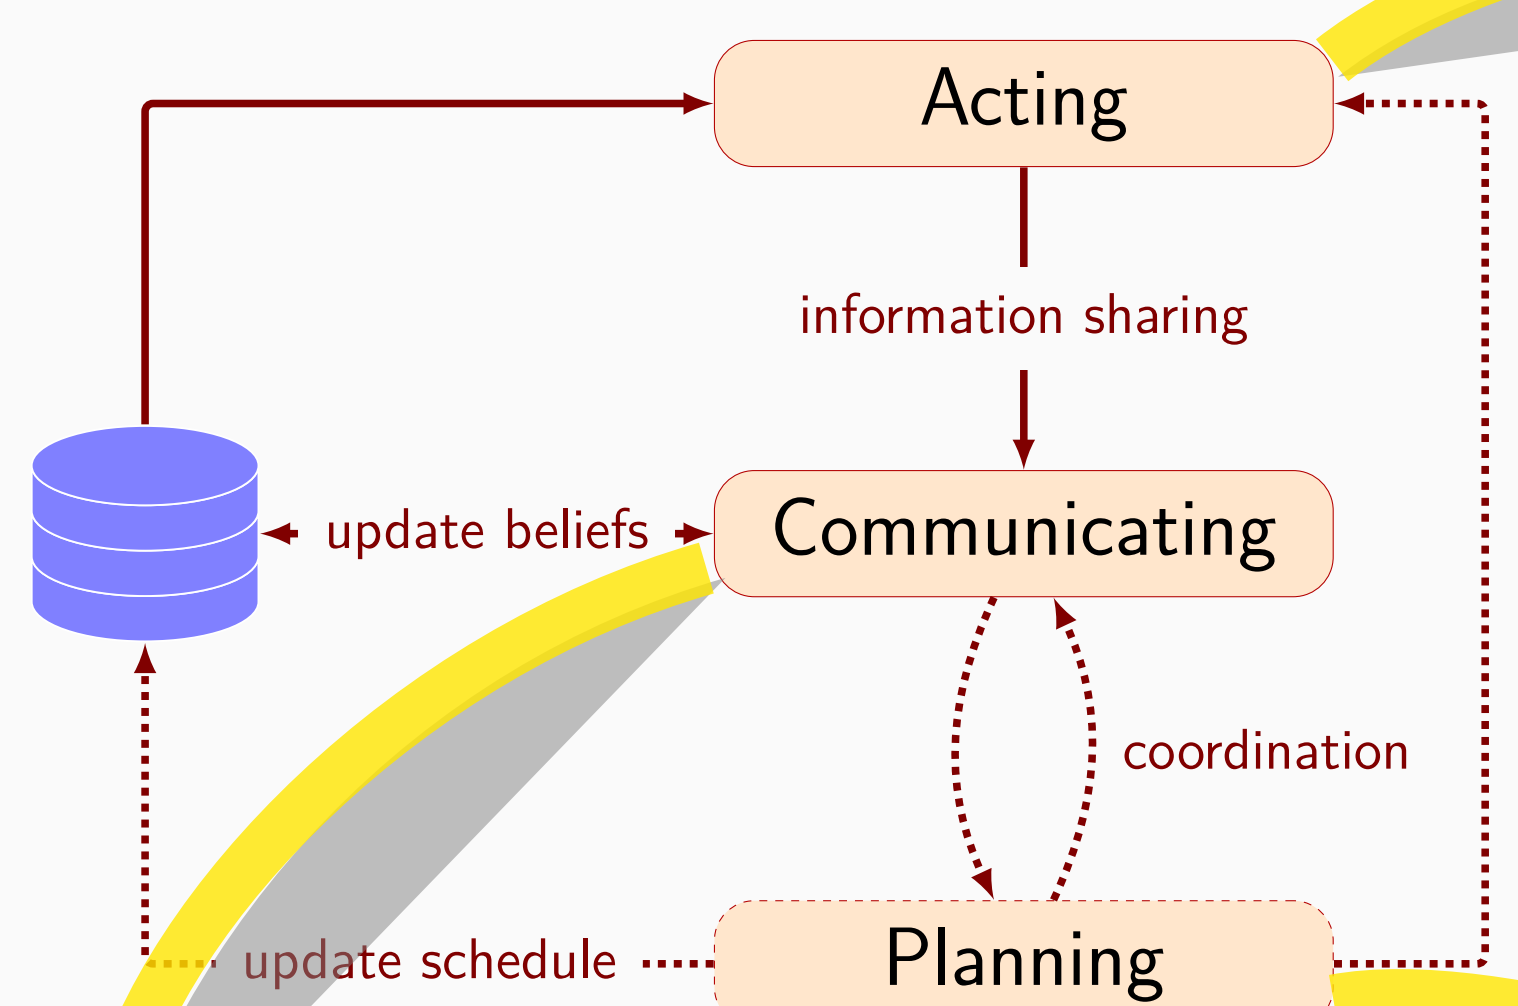 Acting
information sharing
update beliefs
Communicating
coordination
update schedule
Planning